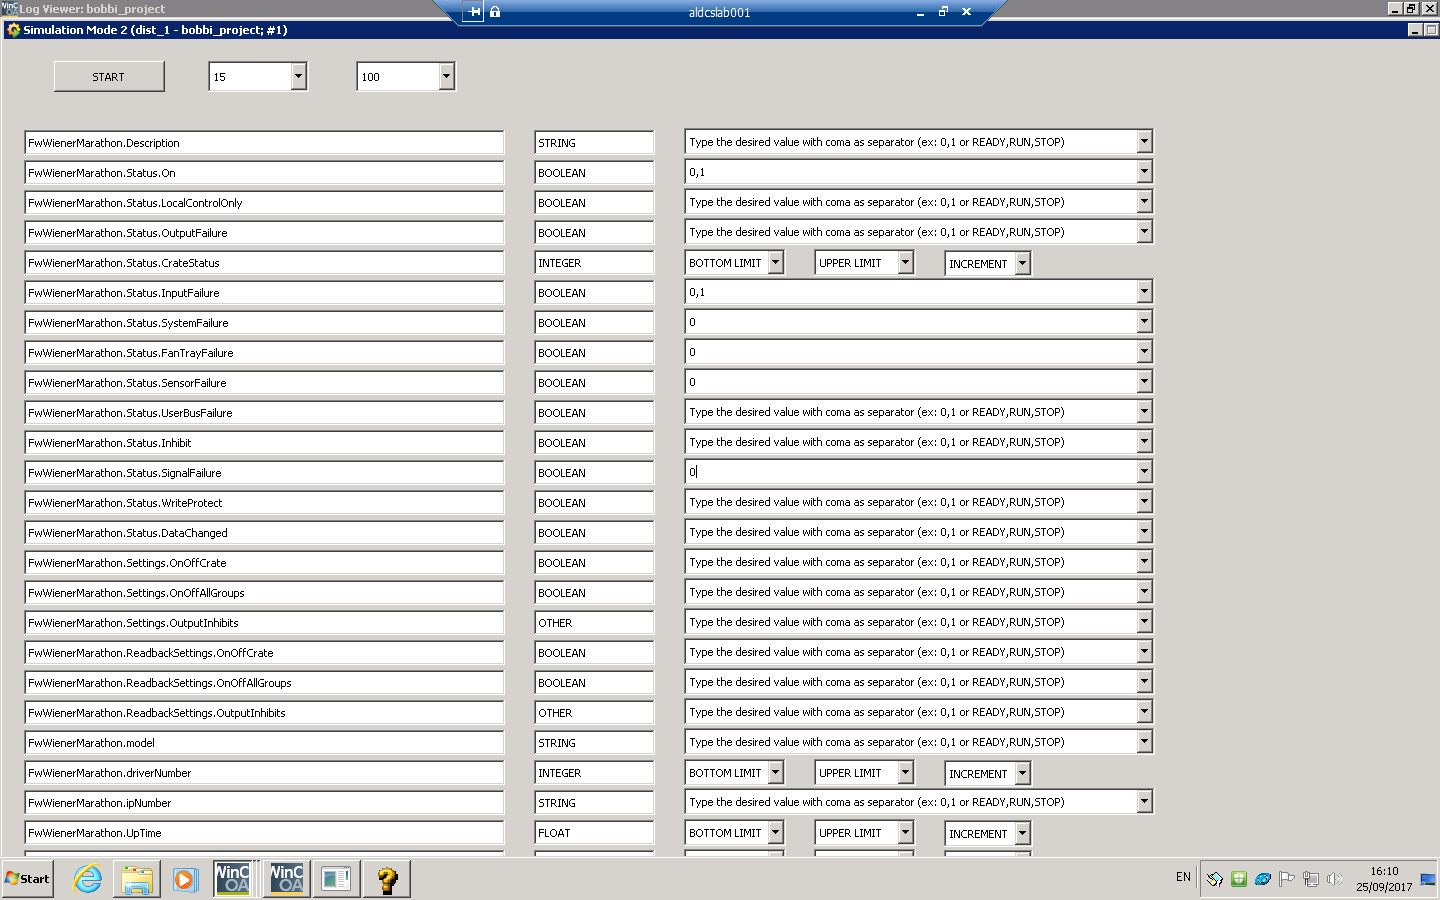 WinC OA Log Viewer: bobbi_project
aldcslab001
Simulation Mode 2 (dist_1 - bobbi_project; #1)
START 15 100
FwWienerMarathon.Description STRING Type the desired value with coma as separator (ex: 0,1 or READY,RUN,STOP)
FwWienerMarathon.Status.On BOOLEAN 0,1
FwWienerMarathon.Status.LocalControlOnly BOOLEAN Type the desired value with coma as separator (ex: 0,1 or READY,RUN,STOP)
FwWienerMarathon.Status.OutputFailure BOOLEAN Type the desired value with coma as separator (ex: 0,1 or READY,RUN,STOP)
FwWienerMarathon.Status.CrateStatus INTEGER BOTTOM LIMIT UPPER LIMIT INCREMENT
FwWienerMarathon.Status.InputFailure BOOLEAN 0,1
FwWienerMarathon.Status.SystemFailure BOOLEAN 0
FwWienerMarathon.Status.FanTrayFailure BOOLEAN 0
FwWienerMarathon.Status.SensorFailure BOOLEAN 0
FwWienerMarathon.Status.UserBusFailure BOOLEAN Type the desired value with coma as separator (ex: 0,1 or READY,RUN,STOP)
FwWienerMarathon.Status.Inhibit BOOLEAN Type the desired value with coma as separator (ex: 0,1 or READY,RUN,STOP)
FwWienerMarathon.Status.SignalFailure BOOLEAN 0
FwWienerMarathon.Status.WriteProtect BOOLEAN Type the desired value with coma as separator (ex: 0,1 or READY,RUN,STOP)
FwWienerMarathon.Status.DataChanged BOOLEAN Type the desired value with coma as separator (ex: 0,1 or READY,RUN,STOP)
FwWienerMarathon.Settings.OnOffCrate BOOLEAN Type the desired value with coma as separator (ex: 0,1 or READY,RUN,STOP)
FwWienerMarathon.Settings.OnOffAllGroups BOOLEAN Type the desired value with coma as separator (ex: 0,1 or READY,RUN,STOP)
FwWienerMarathon.Settings.OutputInhibits OTHER Type the desired value with coma as separator (ex: 0,1 or READY,RUN,STOP)
FwWienerMarathon.ReadbackSettings.OnOffCrate BOOLEAN Type the desired value with coma as separator (ex: 0,1 or READY,RUN,STOP)
FwWienerMarathon.ReadbackSettings.OnOffAllGroups BOOLEAN Type the desired value with coma as separator (ex: 0,1 or READY,RUN,STOP)
FwWienerMarathon.ReadbackSettings.OutputInhibits OTHER Type the desired value with coma as separator (ex: 0,1 or READY,RUN,STOP)
FwWienerMarathon.model STRING Type the desired value with coma as separator (ex: 0,1 or READY,RUN,STOP)
FwWienerMarathon.driverNumber INTEGER BOTTOM LIMIT UPPER LIMIT INCREMENT
FwWienerMarathon.ipNumber STRING Type the desired value with coma as separator (ex: 0,1 or READY,RUN,STOP)
FwWienerMarathon.UpTime FLOAT BOTTOM LIMIT UPPER LIMIT INCREMENT
Start WinC OA WinC OA EN 16:10
25/09/2017